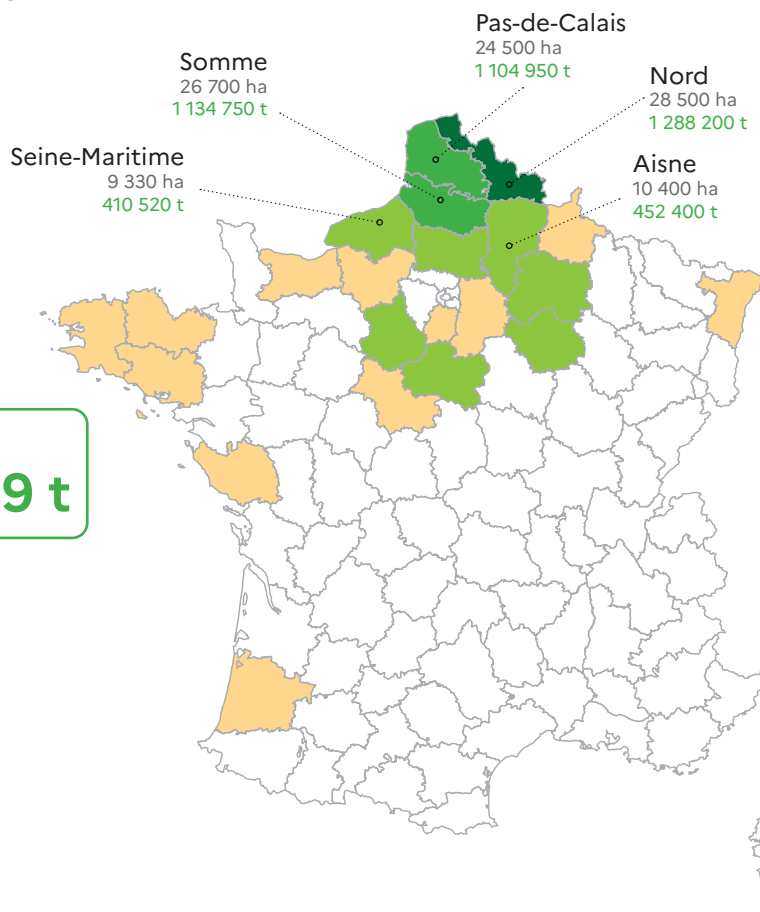 Pas-de-Calais
24 500 ha
1 104 950 t
Somme
26 700 ha
1 134 750 t
Nord
28 500 ha
1 288 200 t
Seine-Maritime
9 330 ha
410 520 t
Aisne
10 400 ha
452 400 t
9 t